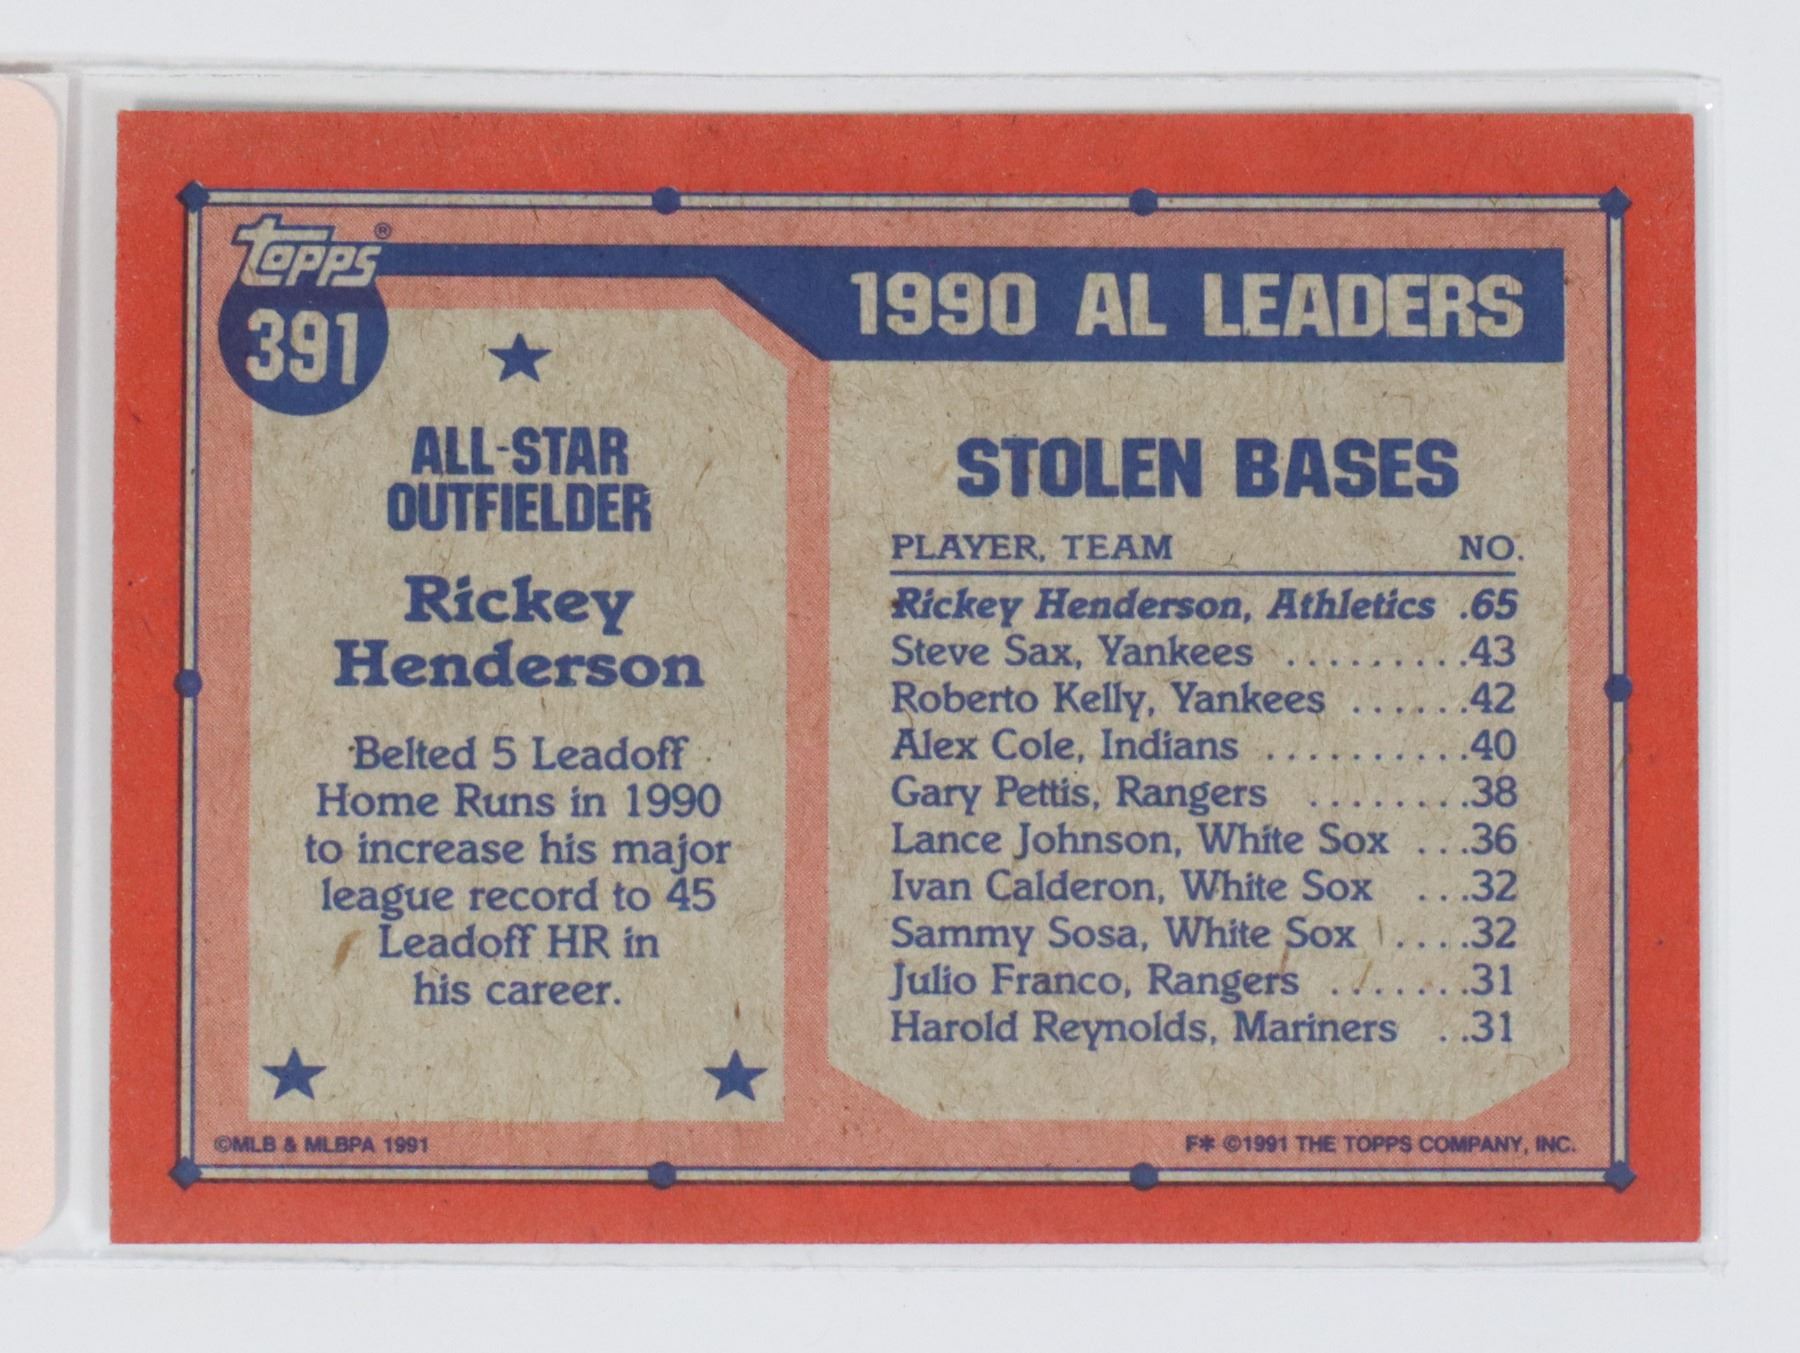 Topps®
391
1990 AL LEADERS
ALL-STAR
OUTFIELDER
Rickey
Henderson
Belted 5 Leadoff
Home Runs in 1990
to increase his major
league record to 45
Leadoff HR in
his career.
STOLEN BASES
PLAYER, TEAM NO.
Rickey Henderson, Athletics .65
Steve Sax, Yankees .........43
Roberto Kelly, Yankees ......42
Alex Cole, Indians ..........40
Gary Pettis, Rangers ........38
Lance Johnson, White Sox ...36
Ivan Calderon, White Sox ...32
Sammy Sosa, White Sox ....32
Julio Franco, Rangers .......31
Harold Reynolds, Mariners ..31
©MLB & MLBPA 1991
F* ©1991 THE TOPPS COMPANY, INC.